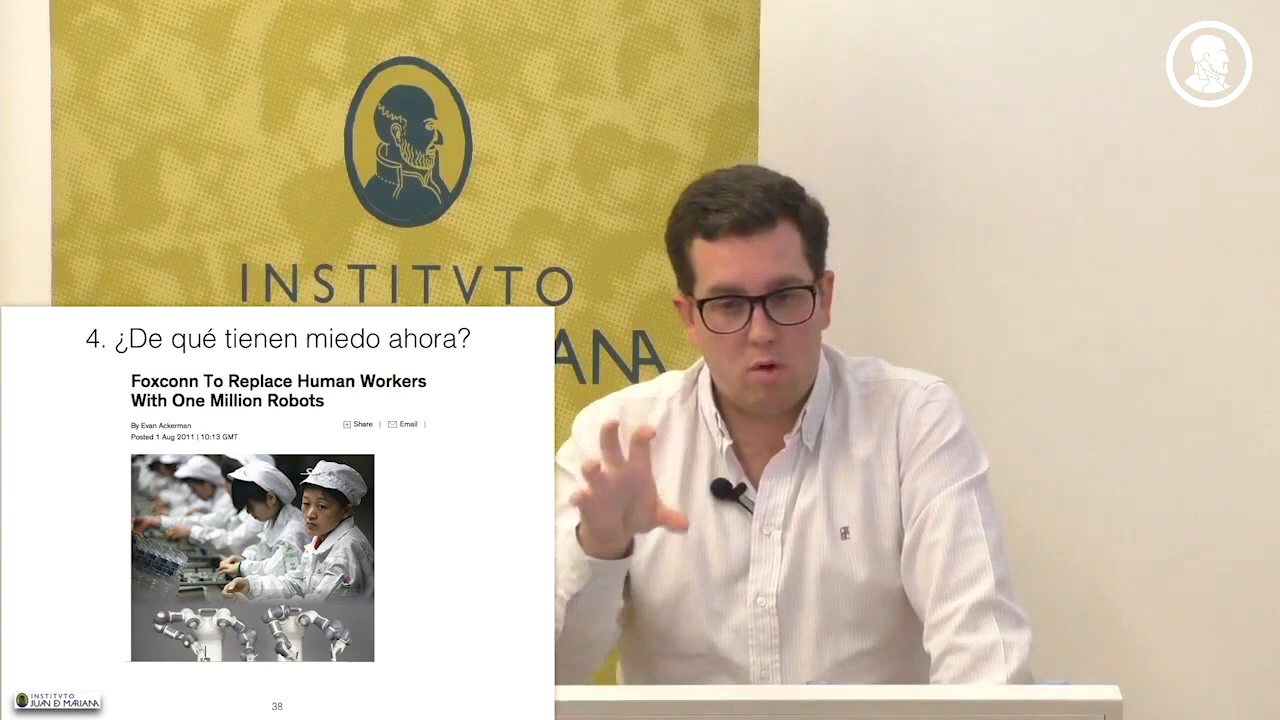 INSTITVTO
ANA
4. ¿De qué tienen miedo ahora?
Foxconn To Replace Human Workers
With One Million Robots
By Evan Ackerman
Share | Email |
Posted 1 Aug 2011 | 10:13 GMT
INSTITVTO
JUAN DE MARIANA
38